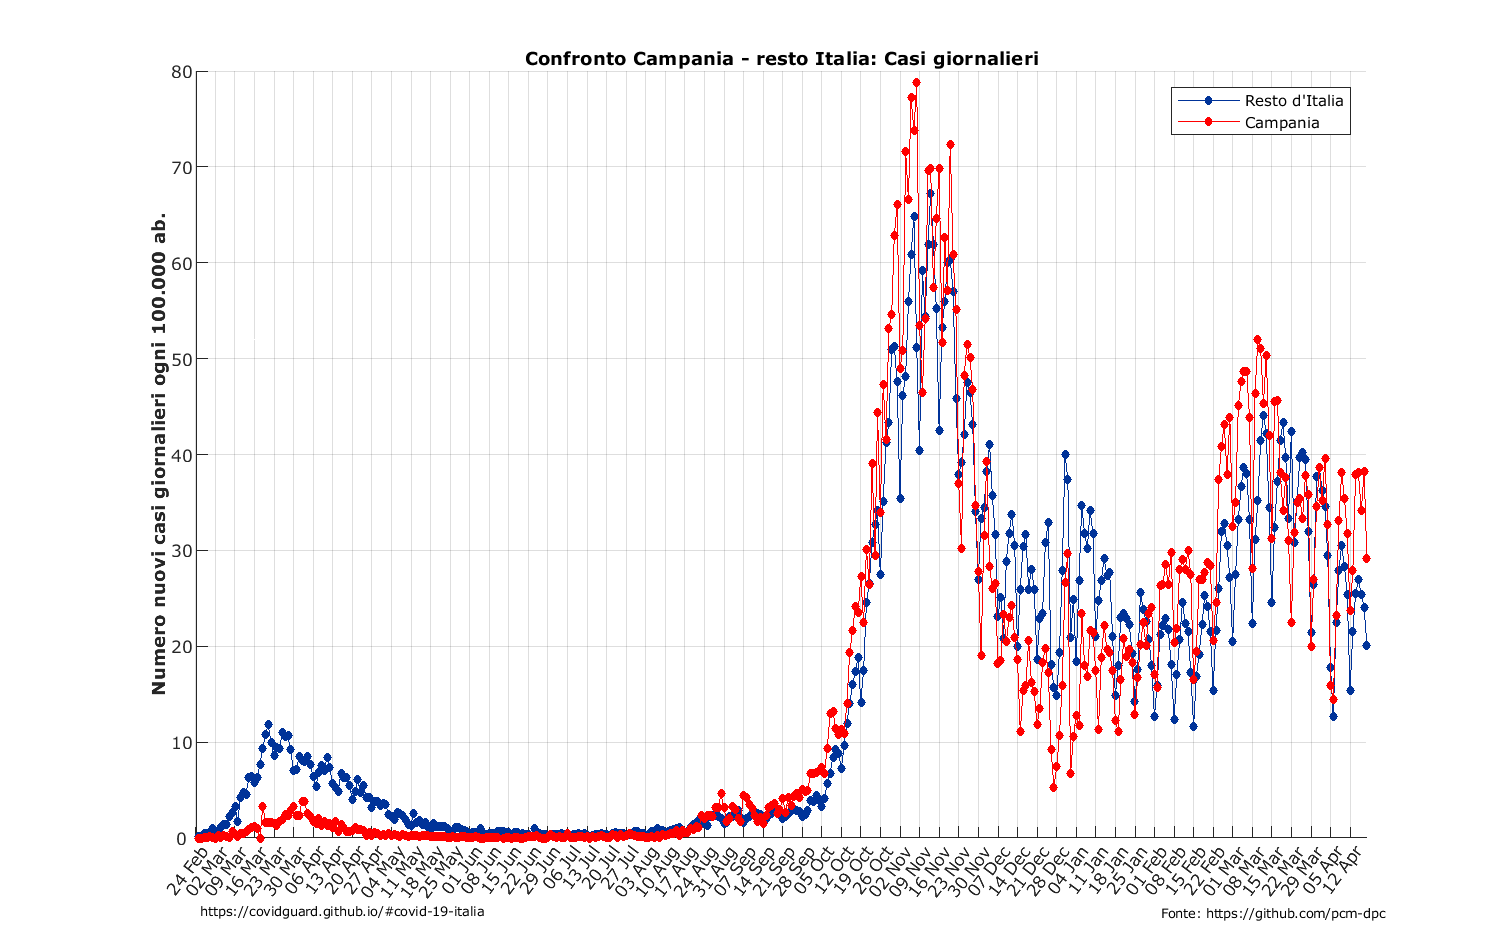 Confronto Campania - resto Italia: Casi giornalieri
Resto d'Italia
Campania
Numero nuovi casi giornalieri ogni 100.000 ab.
80
70
60
50
40
30
20
10
0
24 Feb
02 Mar
09 Mar
16 Mar
23 Mar
30 Mar
06 Apr
13 Apr
20 Apr
27 Apr
04 May
11 May
18 May
25 May
01 Jun
08 Jun
15 Jun
22 Jun
29 Jun
06 Jul
13 Jul
20 Jul
27 Jul
03 Aug
10 Aug
17 Aug
24 Aug
31 Aug
07 Sep
14 Sep
21 Sep
28 Sep
05 Oct
12 Oct
19 Oct
26 Oct
02 Nov
09 Nov
16 Nov
23 Nov
30 Nov
07 Dec
14 Dec
21 Dec
28 Dec
04 Jan
11 Jan
18 Jan
25 Jan
01 Feb
08 Feb
15 Feb
22 Feb
01 Mar
08 Mar
15 Mar
22 Mar
29 Mar
05 Apr
12 Apr
https://covidguard.github.io/#covid-19-italia
Fonte: https://github.com/pcm-dpc